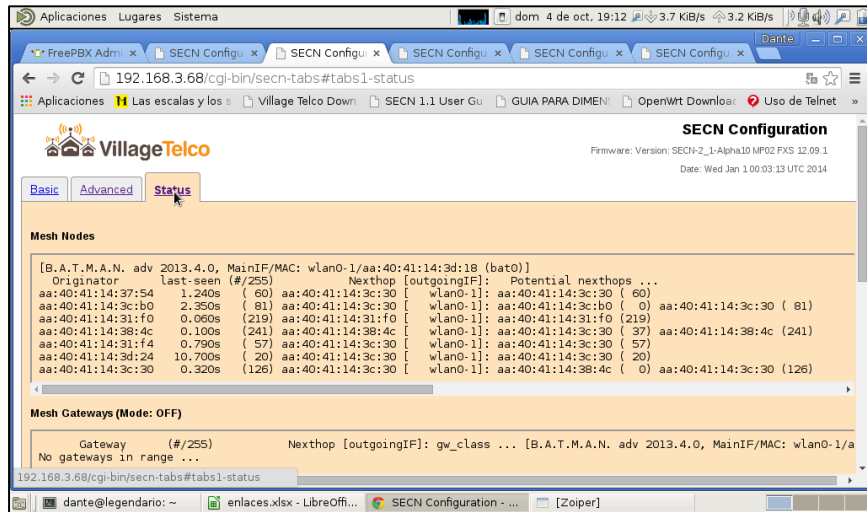 Aplicaciones Lugares Sistema dom 4 de oct, 19:12 3.7 KiB/s 3.2 KiB/s
Dante
FreePBX Admi × SECN Configu × SECN Configu × SECN Configu × SECN Configu × SECN Configu ×
192.168.3.68/cgi-bin/secn-tabs#tabs1-status
Aplicaciones Las escalas y los s Village Telco Down SECN 1.1 User Gu GUIA PARA DIMEN: OpenWrt Download Uso de Telnet »
SECN Configuration
VillageTelco
Firmware: Version: SECN-2_1-Alpha10 MP02 FXS 12.09.1
Date: Wed Jan 1 00:03:13 UTC 2014
Basic Advanced Status
Mesh Nodes
[B.A.T.M.A.N. adv 2013.4.0, MainIF/MAC: wlan0-1/aa:40:41:14:3d:18 (bat0)]
Originator last-seen (#/255) Nexthop [outgoingIF]: Potential nexthops ...
aa:40:41:14:37:54 1.240s ( 60) aa:40:41:14:3c:30 [ wlan0-1]: aa:40:41:14:3c:30 ( 60)
aa:40:41:14:3c:b0 2.350s ( 81) aa:40:41:14:3c:30 [ wlan0-1]: aa:40:41:14:3c:b0 ( 0) aa:40:41:14:3c:30 ( 81)
aa:40:41:14:31:f0 0.060s (219) aa:40:41:14:31:f0 [ wlan0-1]: aa:40:41:14:31:f0 (219)
aa:40:41:14:38:4c 0.100s (241) aa:40:41:14:38:4c [ wlan0-1]: aa:40:41:14:3c:30 ( 37) aa:40:41:14:38:4c (241)
aa:40:41:14:31:f4 0.790s ( 57) aa:40:41:14:3c:30 [ wlan0-1]: aa:40:41:14:3c:30 ( 57)
aa:40:41:14:3d:24 10.700s ( 20) aa:40:41:14:3c:30 [ wlan0-1]: aa:40:41:14:3c:30 ( 20)
aa:40:41:14:3c:30 0.320s (126) aa:40:41:14:3c:30 [ wlan0-1]: aa:40:41:14:38:4c ( 0) aa:40:41:14:3c:30 (126)
Mesh Gateways (Mode: OFF)
Gateway (#/255) Nexthop [outgoingIF]: gw_class ... [B.A.T.M.A.N. adv 2013.4.0, MainIF/MAC: wlan0-1/a
No gateways in range ...
192.168.3.68/cgi-bin/secn-tabs#tabs1-status
dante@legendario: ~ enlaces.xlsx - LibreOffi... SECN Configuration - ... [Zoiper]